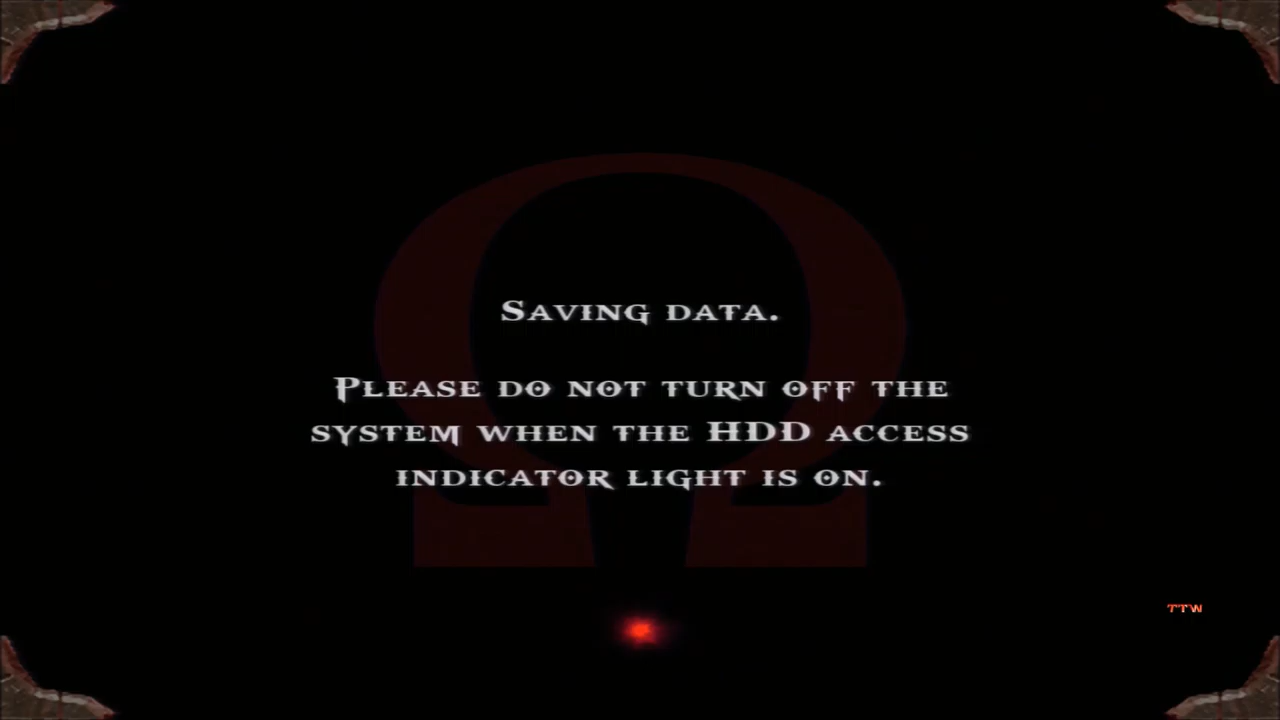 Saving data.
Please do not turn off the
system when the HDD access
indicator light is on.
TTW